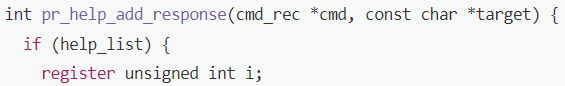 int pr_help_add_response(cmd_rec *cmd, const char *target) {
  if (help_list) {
    register unsigned int i;